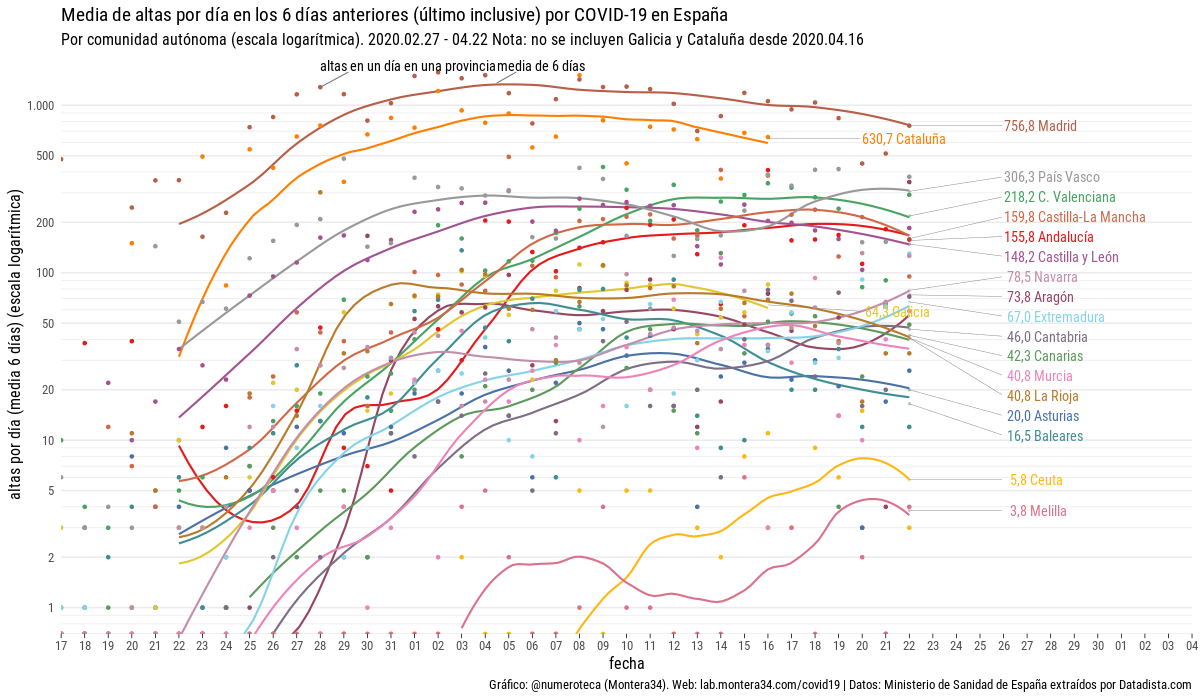 Media de altas por día en los 6 días anteriores (último inclusive) por COVID-19 en España
Por comunidad autónoma (escala logarítmica). 2020.02.27 - 04.22 Nota: no se incluyen Galicia y Cataluña desde 2020.04.16
altas en un día en una provincia
media de 6 días
altas por día (media 6 días) (escala logarítmica)
1.000
500
200
100
50
20
10
5
2
1
756,8 Madrid
630,7 Cataluña
306,3 País Vasco
218,2 C. Valenciana
159,8 Castilla-La Mancha
155,8 Andalucía
148,2 Castilla y León
78,5 Navarra
73,8 Aragón
64,3 Galicia
67,0 Extremadura
46,0 Cantabria
42,3 Canarias
40,8 Murcia
40,8 La Rioja
20,0 Asturias
16,5 Baleares
5,8 Ceuta
3,8 Melilla
17 18 19 20 21 22 23 24 25 26 27 28 29 30 31 01 02 03 04 05 06 07 08 09 10 11 12 13 14 15 16 17 18 19 20 21 22 23 24 25 26 27 28 29 30 01 02 03 04
fecha
Gráfico: @numeroteca (Montera34). Web: lab.montera34.com/covid19 | Datos: Ministerio de Sanidad de España extraídos por Datadista.com